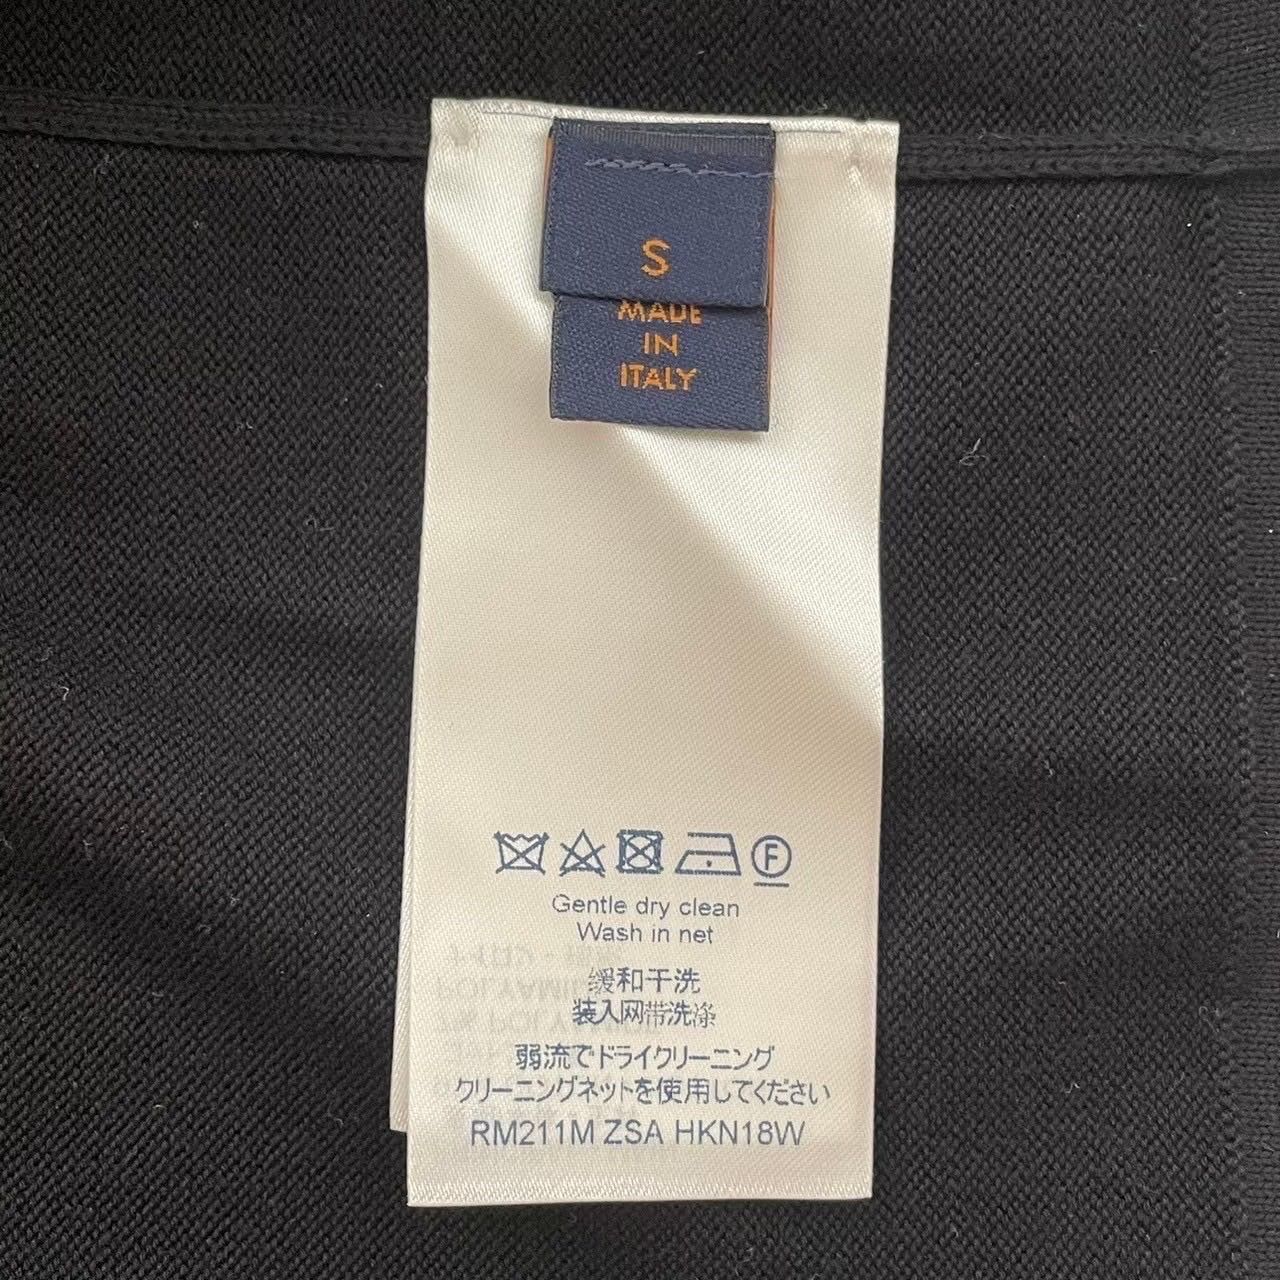 S
MADE
IN
ITALY
F
Gentle dry clean
Wash in net
缓和干洗
装入网带洗涤
弱流でドライクリーニング
クリーニングネットを使用してください
RM211M ZSA HKN18W